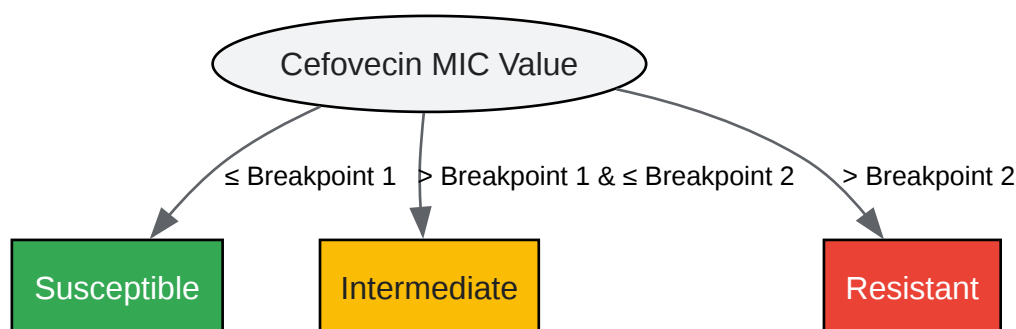 Cefovecin MIC Value
≤ Breakpoint 1
> Breakpoint 1 & ≤ Breakpoint 2
> Breakpoint 2
Susceptible
Intermediate
Resistant